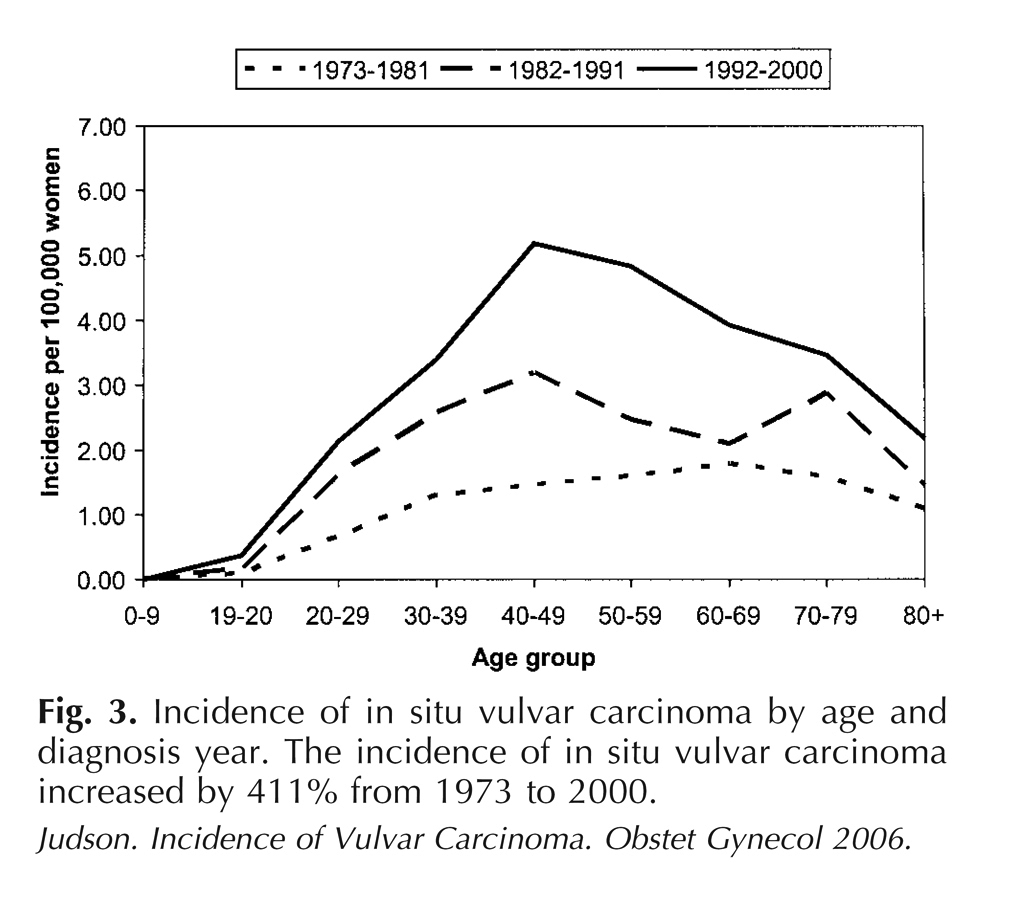 1973-1981 1982-1991 1992-2000
7.00
6.00
5.00
4.00
3.00
2.00
1.00
0.00
Incidence per 100,000 women
0-9 19-20 20-29 30-39 40-49 50-59 60-69 70-79 80+
Age group
Fig. 3. Incidence of in situ vulvar carcinoma by age and
diagnosis year. The incidence of in situ vulvar carcinoma
increased by 411% from 1973 to 2000.
Judson. Incidence of Vulvar Carcinoma. Obstet Gynecol 2006.